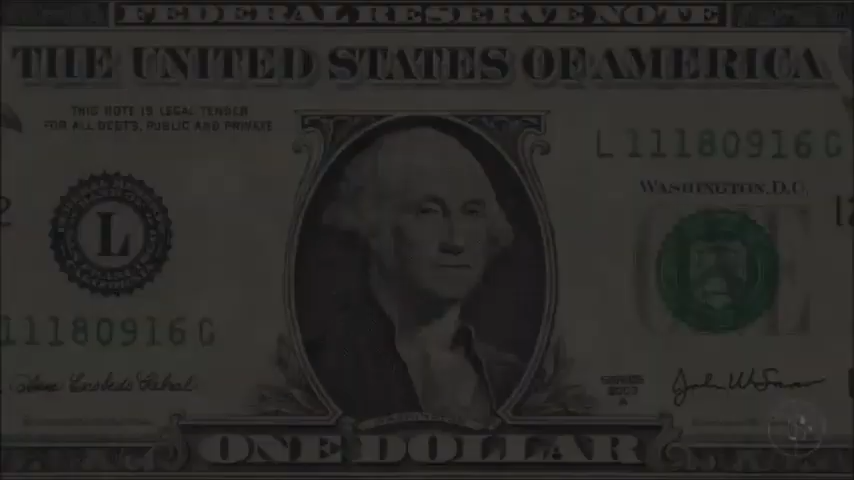 FEDERAL RESERVE NOTE
THE UNITED STATES OF AMERICA
THIS NOTE IS LEGAL TENDER
FOR ALL DEBTS, PUBLIC AND PRIVATE
L 11180916 G
WASHINGTON, D.C.
L
11180916 G
SERIES
A
ONE DOLLAR